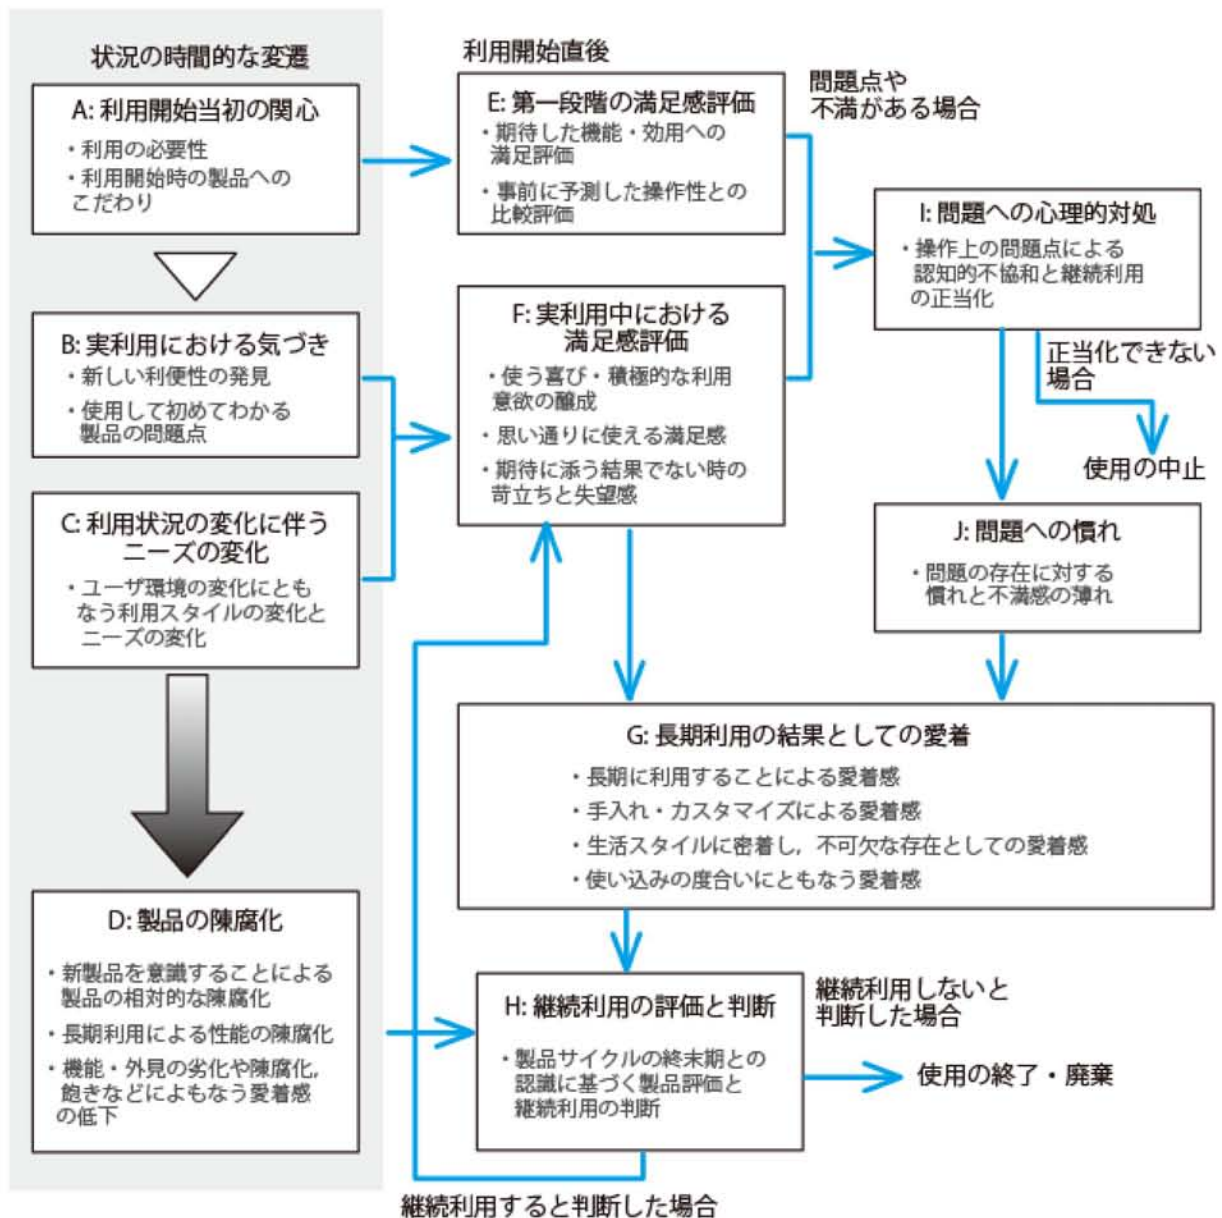 状況の時間的な変遷
A: 利用開始当初の関心
・利用の必要性
・利用開始時の製品への
こだわり
B: 実利用における気づき
・新しい利便性の発見
・使用して初めてわかる
製品の問題点
C: 利用状況の変化に伴う
ニーズの変化
・ユーザ環境の変化にとも
なう利用スタイルの変化と
ニーズの変化
D: 製品の陳腐化
・新製品を意識することによる
製品の相対的な陳腐化
・長期利用による性能の陳腐化
・機能・外見の劣化や陳腐化,
飽きなどによもなう愛着感
の低下
利用開始直後
E: 第一段階の満足感評価
・期待した機能・効用への
満足評価
・事前に予測した操作性との
比較評価
F: 実利用中における
満足感評価
・使う喜び・積極的な利用
意欲の醸成
・思い通りに使える満足感
・期待に添う結果でない時の
苛立ちと失望感
問題点や
不満がある場合
I: 問題への心理的対処
・操作上の問題点による
認知的不協和と継続利用
の正当化
正当化できない
場合
使用の中止
J: 問題への慣れ
・問題の存在に対する
慣れと不満感の薄れ
G: 長期利用の結果としての愛着
・長期に利用することによる愛着感
・手入れ・カスタマイズによる愛着感
・生活スタイルに密着し，不可欠な存在としての愛着感
・使い込みの度合いにともなう愛着感
H: 継続利用の評価と判断
・製品サイクルの終末期との
認識に基づく製品評価と
継続利用の判断
継続利用しないと
判断した場合
使用の終了・廃棄
継続利用すると判断した場合